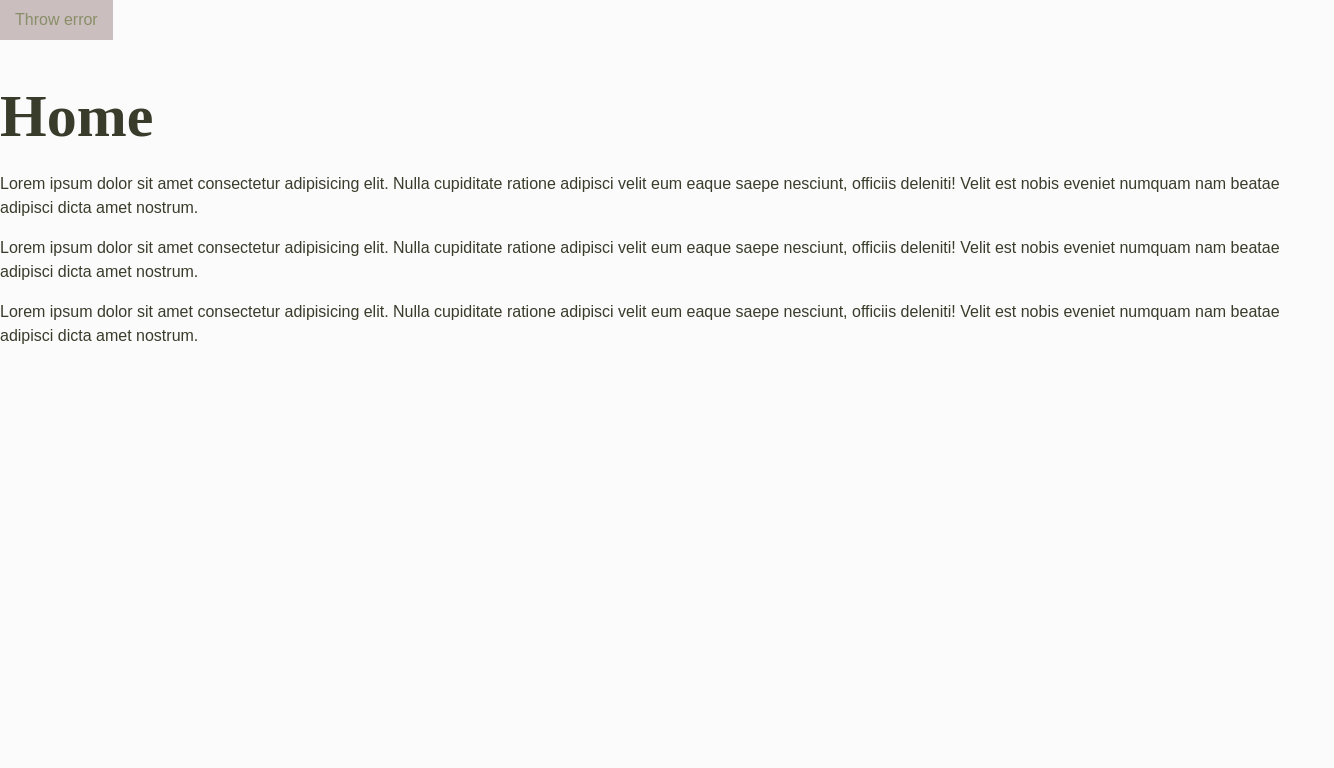 Throw error
Home
Lorem ipsum dolor sit amet consectetur adipisicing elit. Nulla cupiditate ratione adipisci velit eum eaque saepe nesciunt, officiis deleniti! Velit est nobis eveniet numquam nam beatae
adipisci dicta amet nostrum.
Lorem ipsum dolor sit amet consectetur adipisicing elit. Nulla cupiditate ratione adipisci velit eum eaque saepe nesciunt, officiis deleniti! Velit est nobis eveniet numquam nam beatae
adipisci dicta amet nostrum.
Lorem ipsum dolor sit amet consectetur adipisicing elit. Nulla cupiditate ratione adipisci velit eum eaque saepe nesciunt, officiis deleniti! Velit est nobis eveniet numquam nam beatae
adipisci dicta amet nostrum.